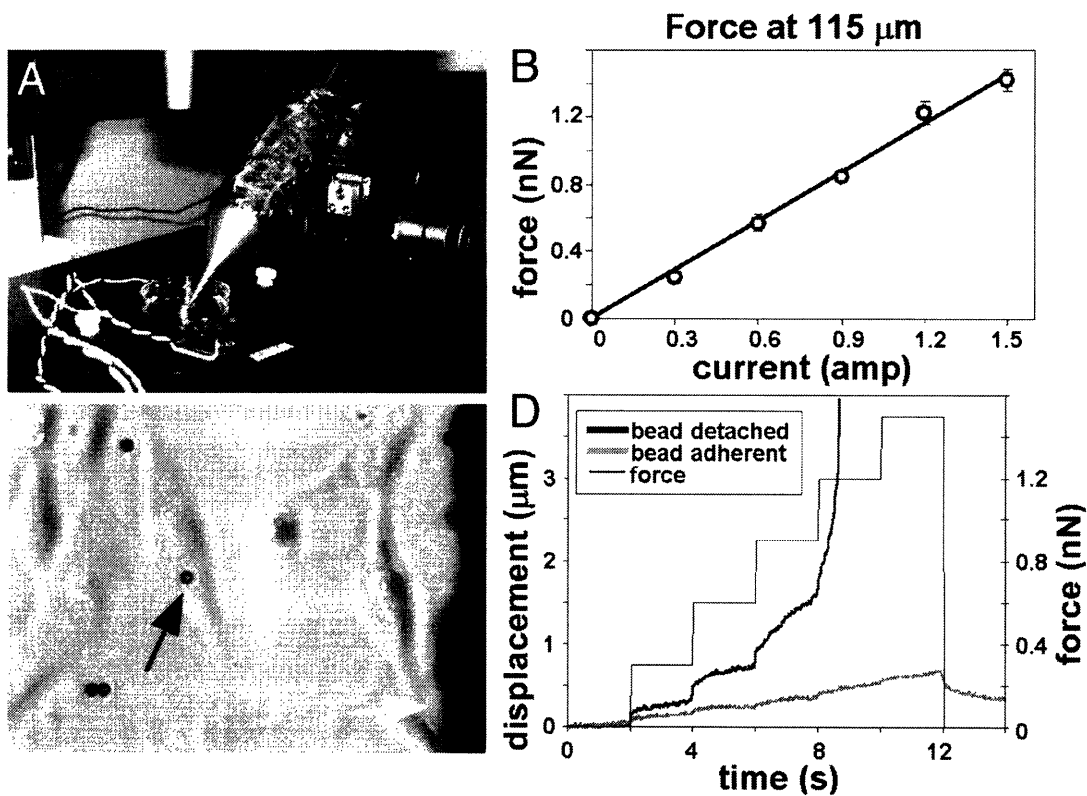 A
Force at 115 µm
B
force (nN)
1.2
0.8
0.4
0
0 0.3 0.6 0.9 1.2 1.5
current (amp)
D
bead detached
bead adherent
force
displacement (µm)
3
2
1
0
1.2
0.8
0.4
0
force (nN)
0 4 8 12
time (s)